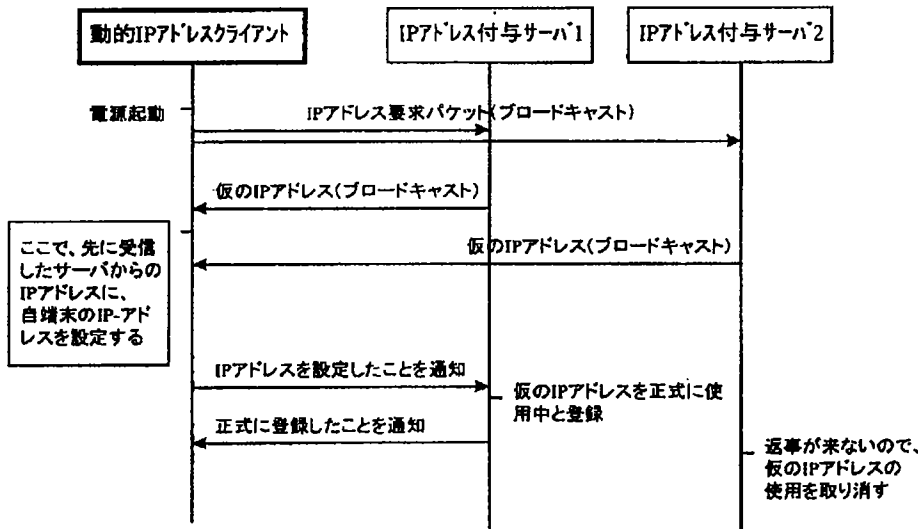 動的IPアドレスクライアント
IPアドレス付与サーバ1
IPアドレス付与サーバ2
電源起動
IPアドレス要求パケット(ブロードキャスト)
仮のIPアドレス(ブロードキャスト)
仮のIPアドレス(ブロードキャスト)
ここで、先に受信
したサーバからの
IPアドレスに、
自端末のIP-アド
レスを設定する
IPアドレスを設定したことを通知
仮のIPアドレスを正式に使
用中と登録
正式に登録したことを通知
返事が来ないので、
仮のIPアドレスの
使用を取り消す